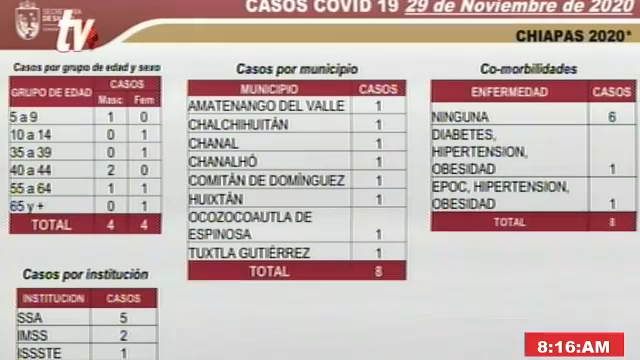 CASOS COVID 19 29 de Noviembre de 2020
SECRETARÍA
DE SALUD
tv
CHIAPAS 2020*
Casos por grupo de edad y sexo
GRUPO DE EDAD CASOS
Masc Fem
5 a 9 1 0
10 a 14 0 1
35 a 39 0 1
40 a 44 2 0
55 a 64 1 1
65 y + 0 1
TOTAL 4 4
Casos por institución
INSTITUCION CASOS
SSA 5
IMSS 2
ISSSTE 1
Casos por municipio
MUNICIPIO CASOS
AMATENANGO DEL VALLE 1
CHALCHIHUITÁN 1
CHANAL 1
CHANALHÓ 1
COMITÁN DE DOMÍNGUEZ 1
HUIXTÁN 1
OCOZOCOAUTLA DE
ESPINOSA 1
TUXTLA GUTIÉRREZ 1
TOTAL 8
Co-morbilidades
ENFERMEDAD CASOS
NINGUNA 6
DIABETES,
HIPERTENSION,
OBESIDAD 1
EPOC, HIPERTENSION,
OBESIDAD 1
TOTAL 8
8:16:AM